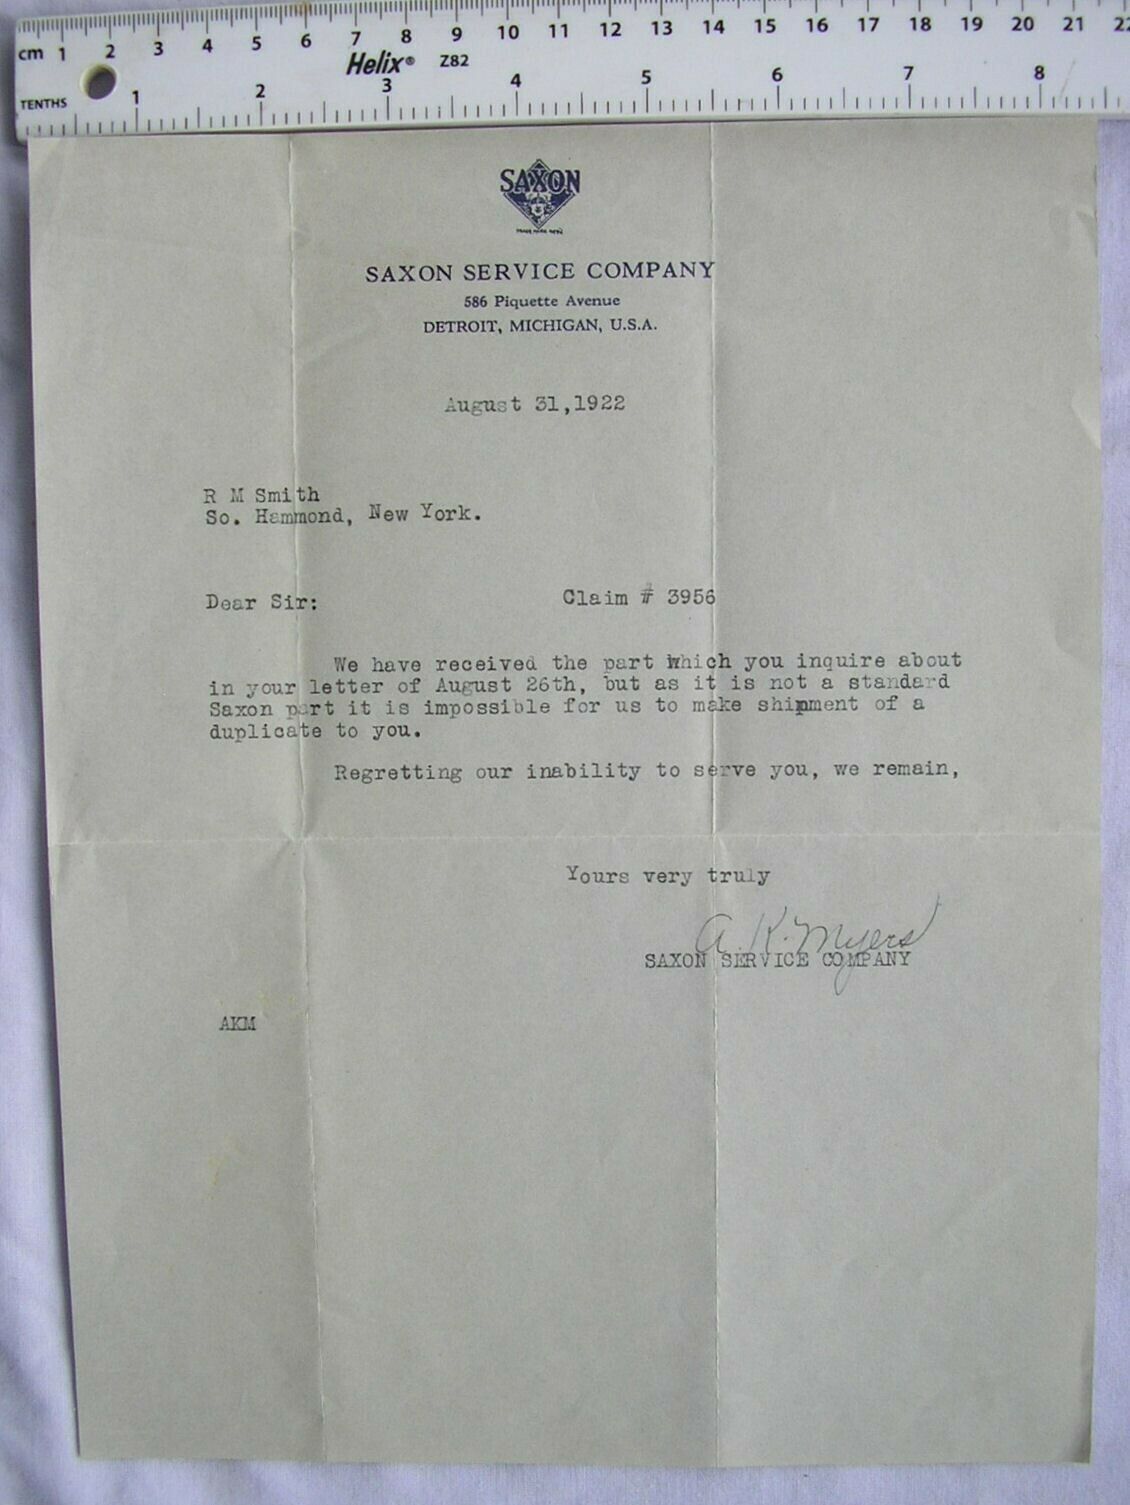 cm 1 2 3 4 5 6 7 8 9 10 11 12 13 14 15 16 17 18 19 20 21 22
Helix® Z82
TENTHS 1 2 3 4 5 6 7 8
SAXON
SAXON SERVICE COMPANY
586 Piquette Avenue
DETROIT, MICHIGAN, U.S.A.
August 31,1922
R M Smith
So. Hammond, New York.
Dear Sir: Claim # 3956
We have received the part which you inquire about
in your letter of August 26th, but as it is not a standard
Saxon part it is impossible for us to make shipment of a
duplicate to you.
Regretting our inability to serve you, we remain,
Yours very truly
A. K. Myers
SAXON SERVICE COMPANY
AKM